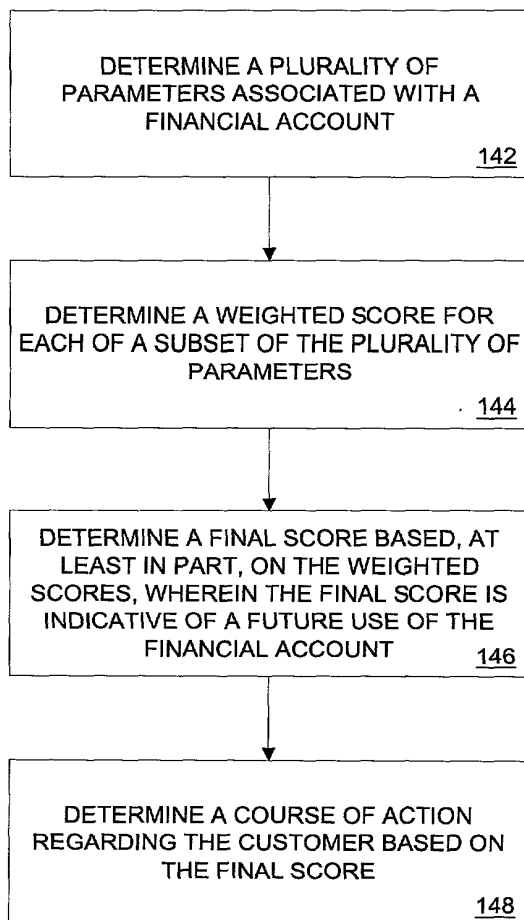 DETERMINE A PLURALITY OF
PARAMETERS ASSOCIATED WITH A
FINANCIAL ACCOUNT
142
DETERMINE A WEIGHTED SCORE FOR
EACH OF A SUBSET OF THE PLURALITY OF
PARAMETERS
144
DETERMINE A FINAL SCORE BASED, AT
LEAST IN PART, ON THE WEIGHTED
SCORES, WHEREIN THE FINAL SCORE IS
INDICATIVE OF A FUTURE USE OF THE
FINANCIAL ACCOUNT
146
DETERMINE A COURSE OF ACTION
REGARDING THE CUSTOMER BASED ON
THE FINAL SCORE
148